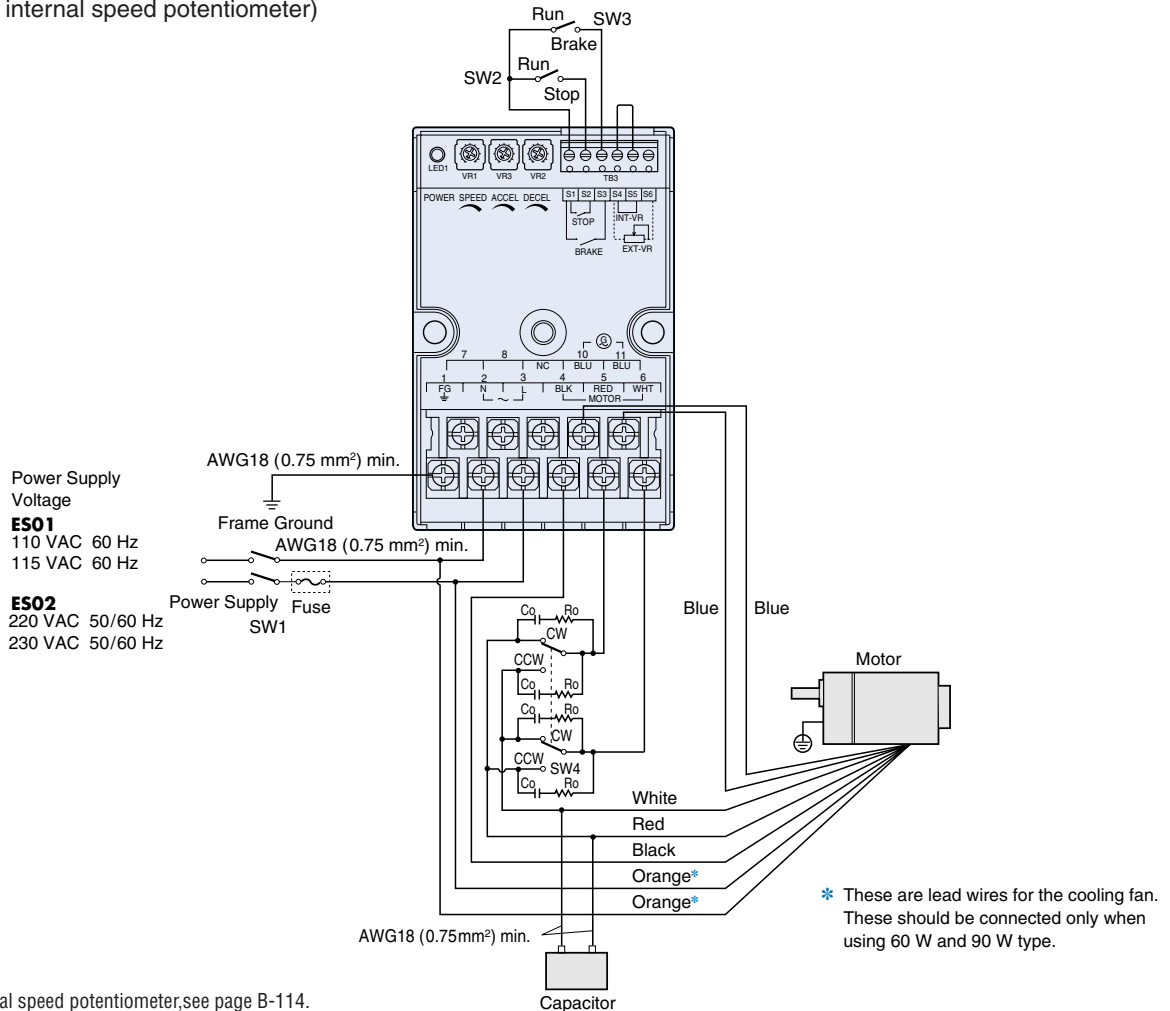 internal speed potentiometer)
Run
SW3
Brake
Run
SW2
Stop
LED1
VR1
VR3
VR2
TB3
POWER SPEED ACCEL DECEL
S1 S2 S3 S4 S5 S6
STOP
INT-VR
BRAKE
EXT-VR
G
7 8 NC 10 11
BLU BLU
1 2 3 4 5 6
FG N L BLK RED WHT
~ MOTOR
AWG18 (0.75 mm²) min.
Power Supply
Voltage
ES01
110 VAC 60 Hz
115 VAC 60 Hz
ES02
220 VAC 50/60 Hz
230 VAC 50/60 Hz
Frame Ground
AWG18 (0.75 mm²) min.
Power Supply
Fuse
SW1
Co Ro
CW
CCW
Co Ro
Co Ro
CW
CCW SW4
Co Ro
Blue
Blue
Motor
White
Red
Black
Orange*
Orange*
AWG18 (0.75mm²) min.
Capacitor
* These are lead wires for the cooling fan.
These should be connected only when
using 60 W and 90 W type.
al speed potentiometer,see page B-114.